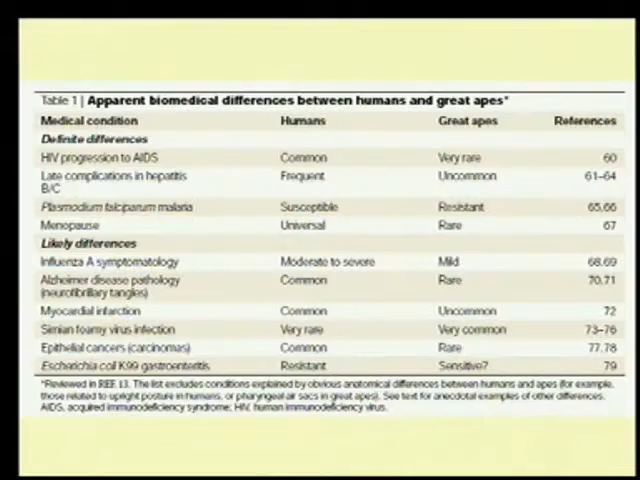 Table 1 | Apparent biomedical differences between humans and great apes*
Medical condition Humans Great apes References
Definite differences
HIV progression to AIDS Common Very rare 60
Late complications in hepatitis Frequent Uncommon 61–64
B/C
Plasmodium falciparum malaria Susceptible Resistant 65,66
Menopause Universal Rare 67
Likely differences
Influenza A symptomatology Moderate to severe Mild 68,69
Alzheimer disease pathology Common Rare 70,71
(neurofibrillary tangles)
Myocardial infarction Common Uncommon 72
Simian foamy virus infection Very rare Very common 73–76
Epithelial cancers (carcinomas) Common Rare 77,78
Escherichia coli K99 gastroenteritis Resistant Sensitive? 79
*Reviewed in REF. 13. The list excludes conditions explained by obvious anatomical differences between humans and apes (for example,
those related to upright posture in humans, or pharyngeal air sacs in great apes). See text for anecdotal examples of other differences.
AIDS, acquired immunodeficiency syndrome; HIV, human immunodeficiency virus.